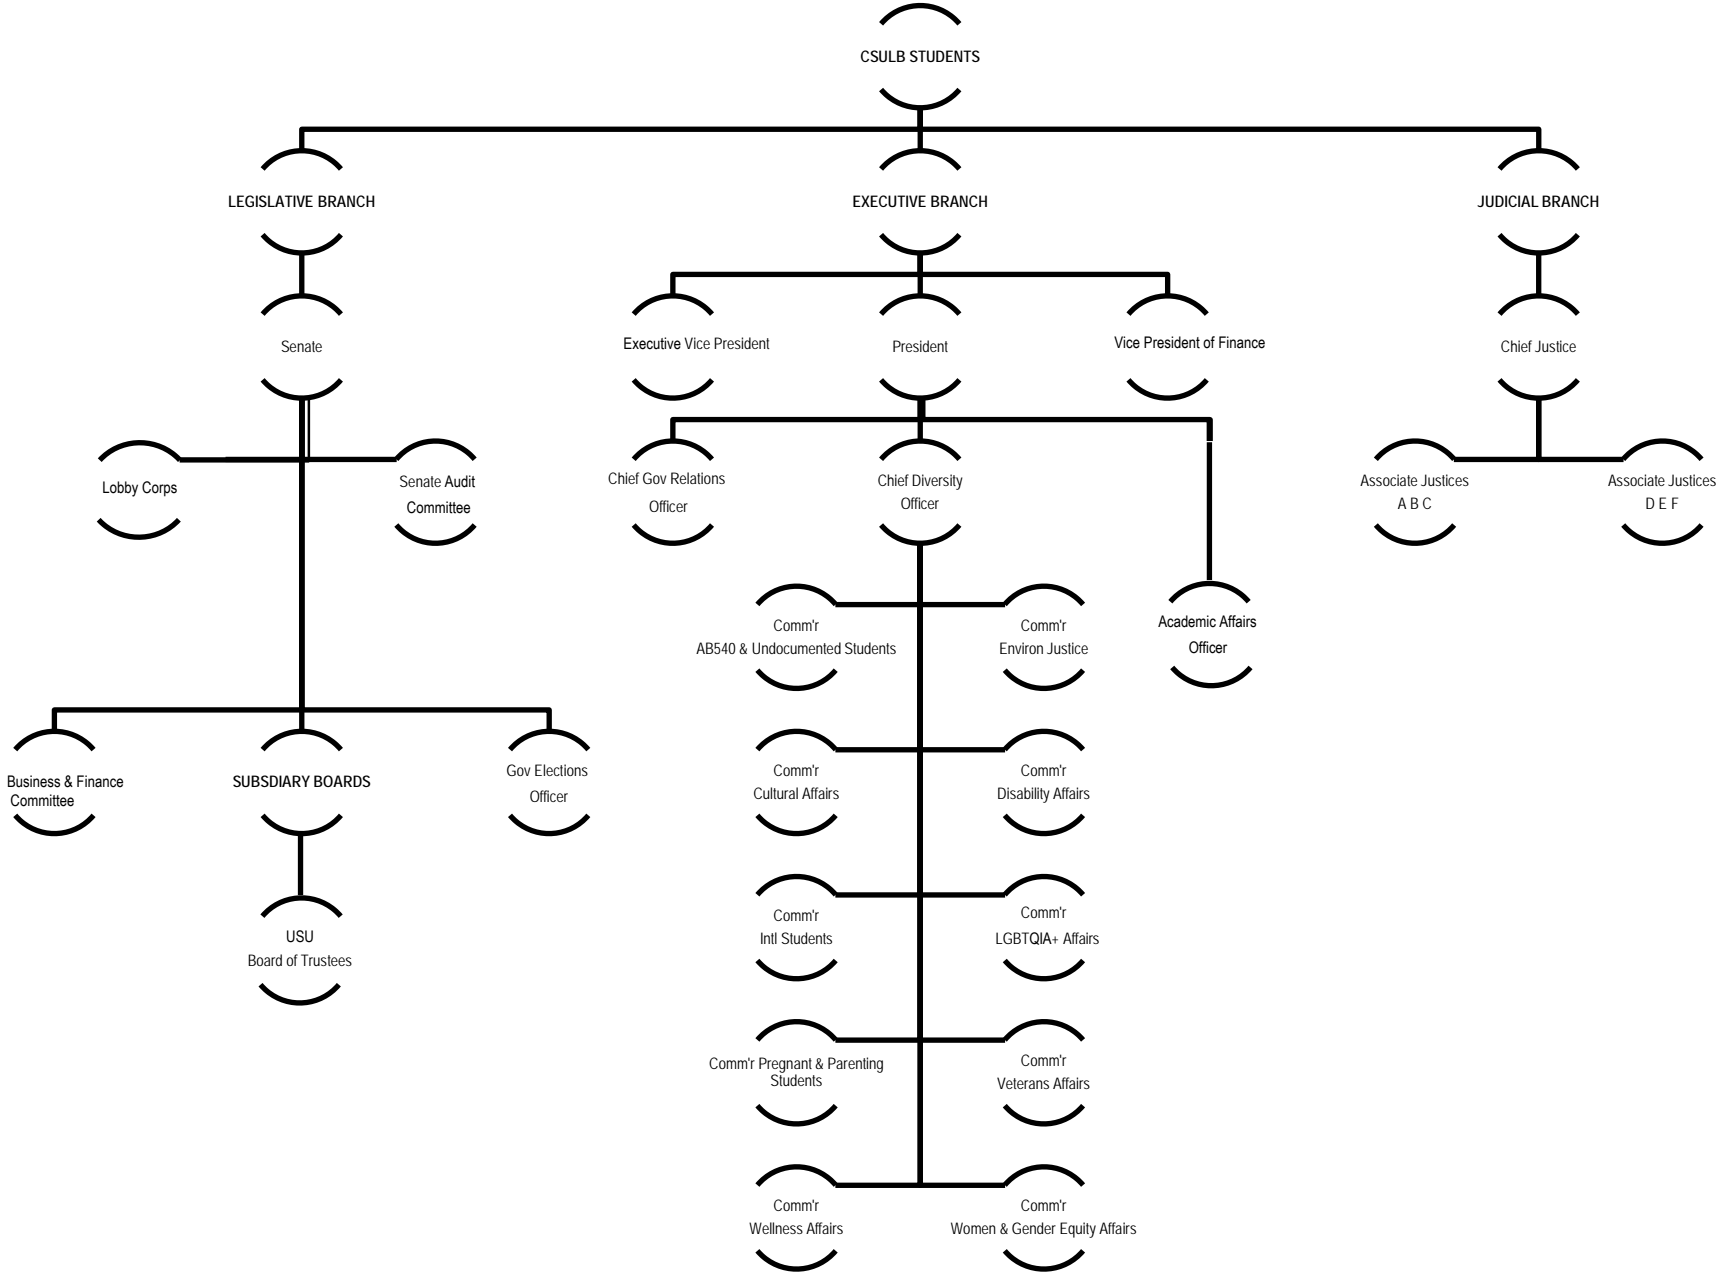 CSULB STUDENTS
LEGISLATIVE BRANCH
EXECUTIVE BRANCH
JUDICIAL BRANCH
Senate
Executive Vice President
President
Vice President of Finance
Chief Justice
Lobby Corps
Senate Audit
Committee
Chief Gov Relations
Officer
Chief Diversity
Officer
Associate Justices
A B C
Associate Justices
D E F
Comm'r
AB540 & Undocumented Students
Comm'r
Environ Justice
Academic Affairs
Officer
Business & Finance
Committee
SUBSDIARY BOARDS
Gov Elections
Officer
Comm'r
Cultural Affairs
Comm'r
Disability Affairs
USU
Board of Trustees
Comm'r
Intl Students
Comm'r
LGBTQIA+ Affairs
Comm'r Pregnant & Parenting
Students
Comm'r
Veterans Affairs
Comm'r
Wellness Affairs
Comm'r
Women & Gender Equity Affairs